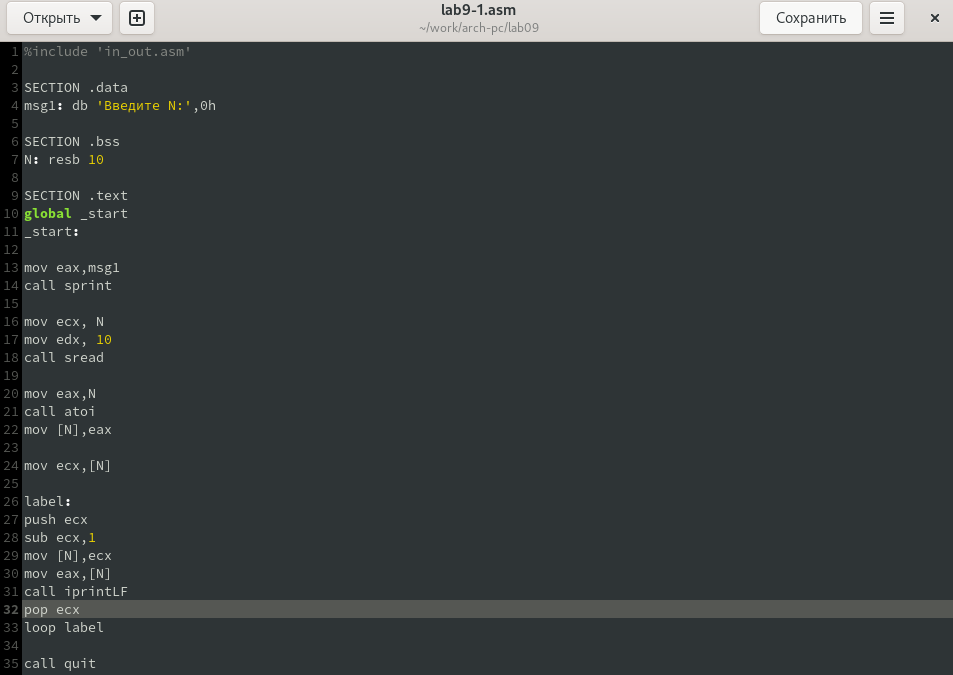 Открыть
lab9-1.asm
~/work/arch-pc/lab09
Сохранить
1 %include 'in_out.asm'
2
3 SECTION .data
4 msg1: db 'Введите N:',0h
5
6 SECTION .bss
7 N: resb 10
8
9 SECTION .text
10 global _start
11 _start:
12
13 mov eax,msg1
14 call sprint
15
16 mov ecx, N
17 mov edx, 10
18 call sread
19
20 mov eax,N
21 call atoi
22 mov [N],eax
23
24 mov ecx,[N]
25
26 label:
27 push ecx
28 sub ecx,1
29 mov [N],ecx
30 mov eax,[N]
31 call iprintLF
32 pop ecx
33 loop label
34
35 call quit